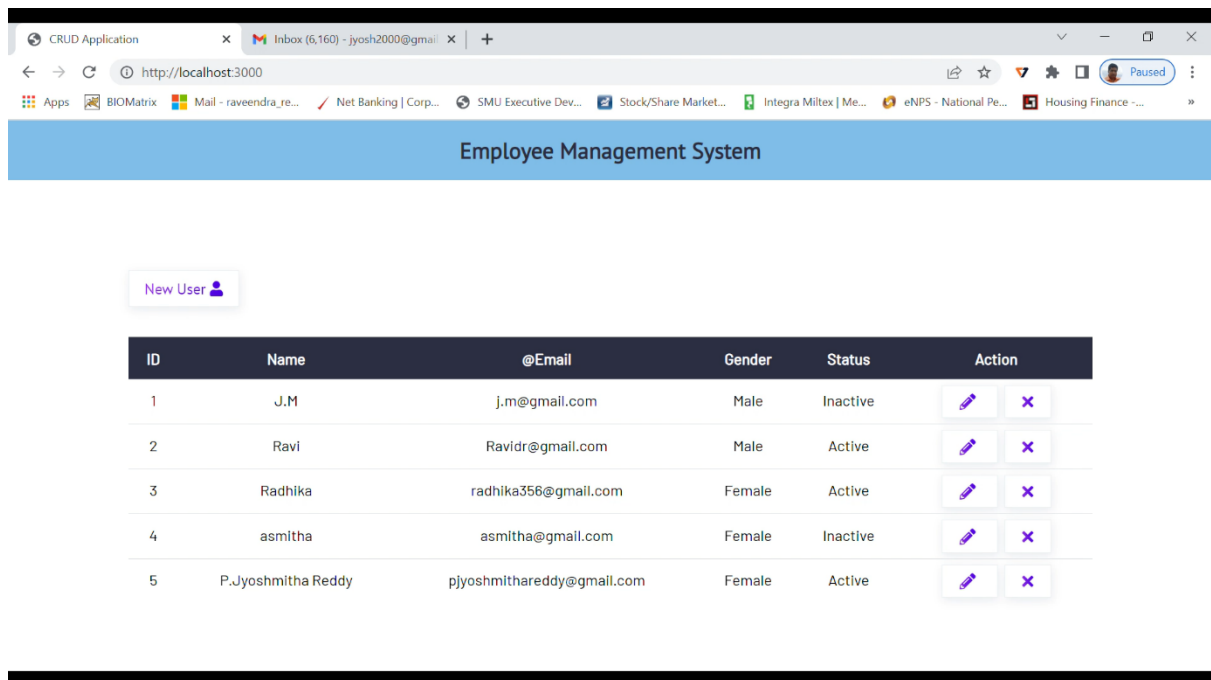 CRUD Application
Inbox (6,160) - jyosh2000@gmail
http://localhost:3000
Paused
Apps BIOMatrix Mail - raveendra_re... Net Banking | Corp... SMU Executive Dev... Stock/Share Market... Integra Miltex | Me... eNPS - National Pe... Housing Finance -... »
Employee Management System
New User
ID Name @Email Gender Status Action
1 J.M j.m@gmail.com Male Inactive
2 Ravi Ravidr@gmail.com Male Active
3 Radhika radhika356@gmail.com Female Active
4 asmitha asmitha@gmail.com Female Inactive
5 P.Jyoshmitha Reddy pjyoshmithareddy@gmail.com Female Active